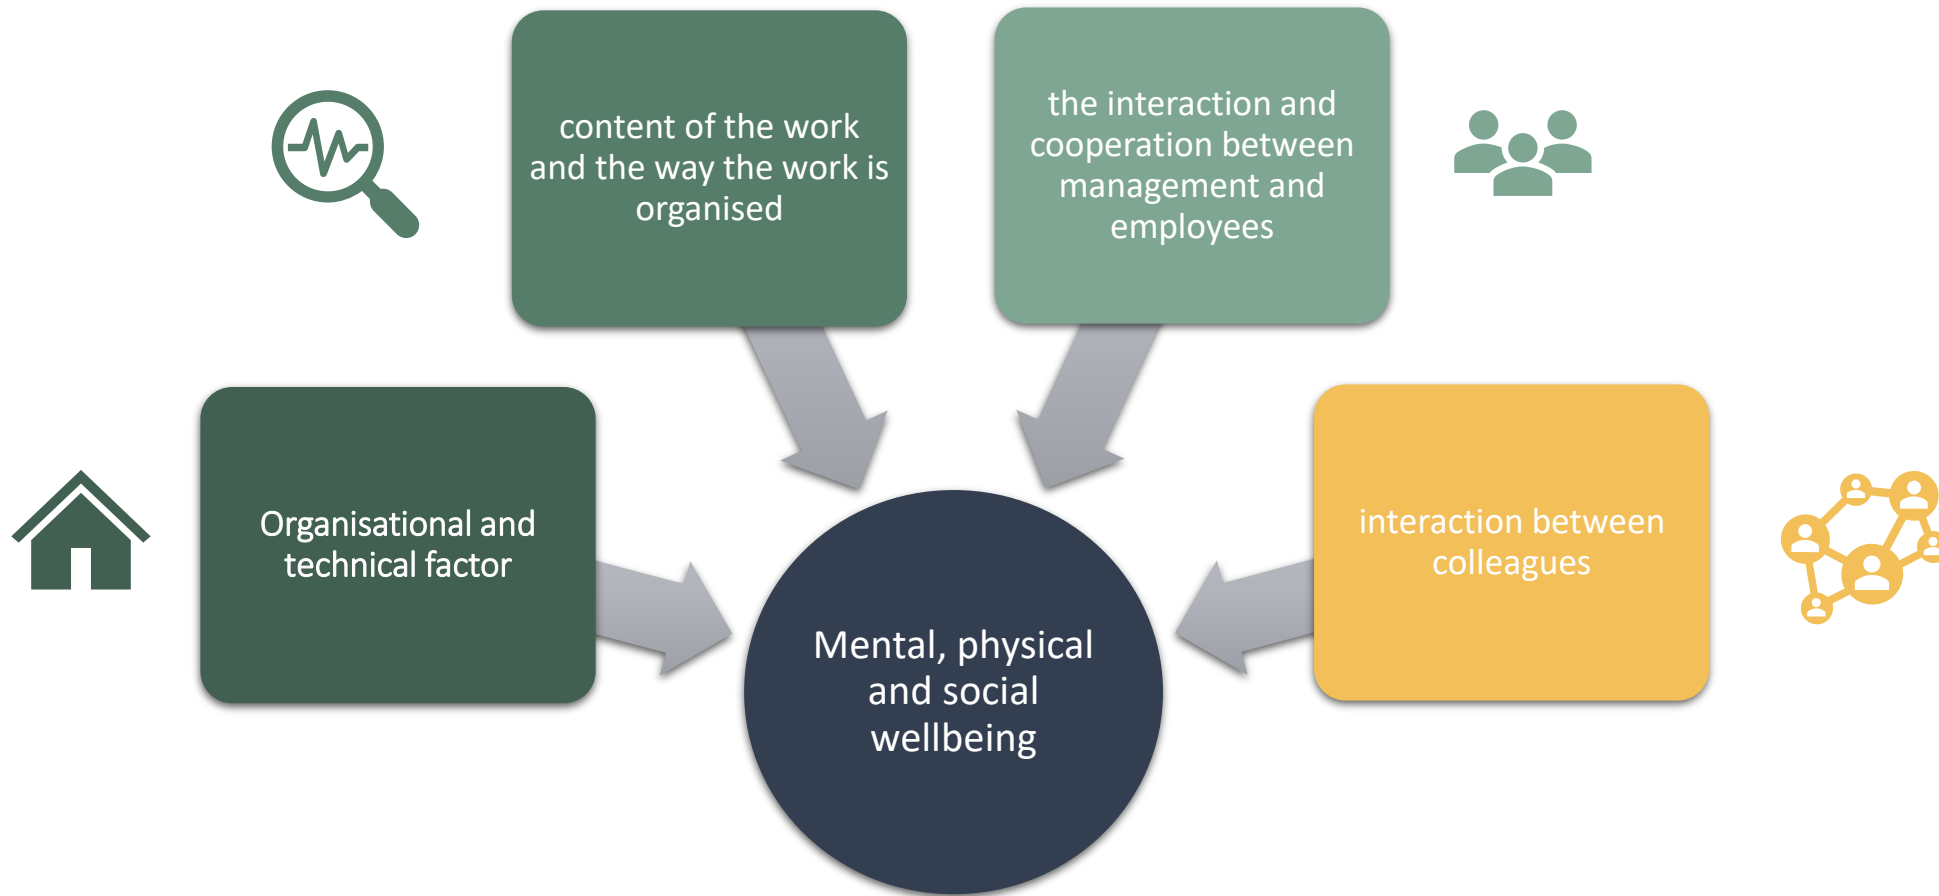 content of the work
and the way the work is
organised
the interaction and
cooperation between
management and
employees
Organisational and
technical factor
interaction between
colleagues
Mental, physical
and social
wellbeing